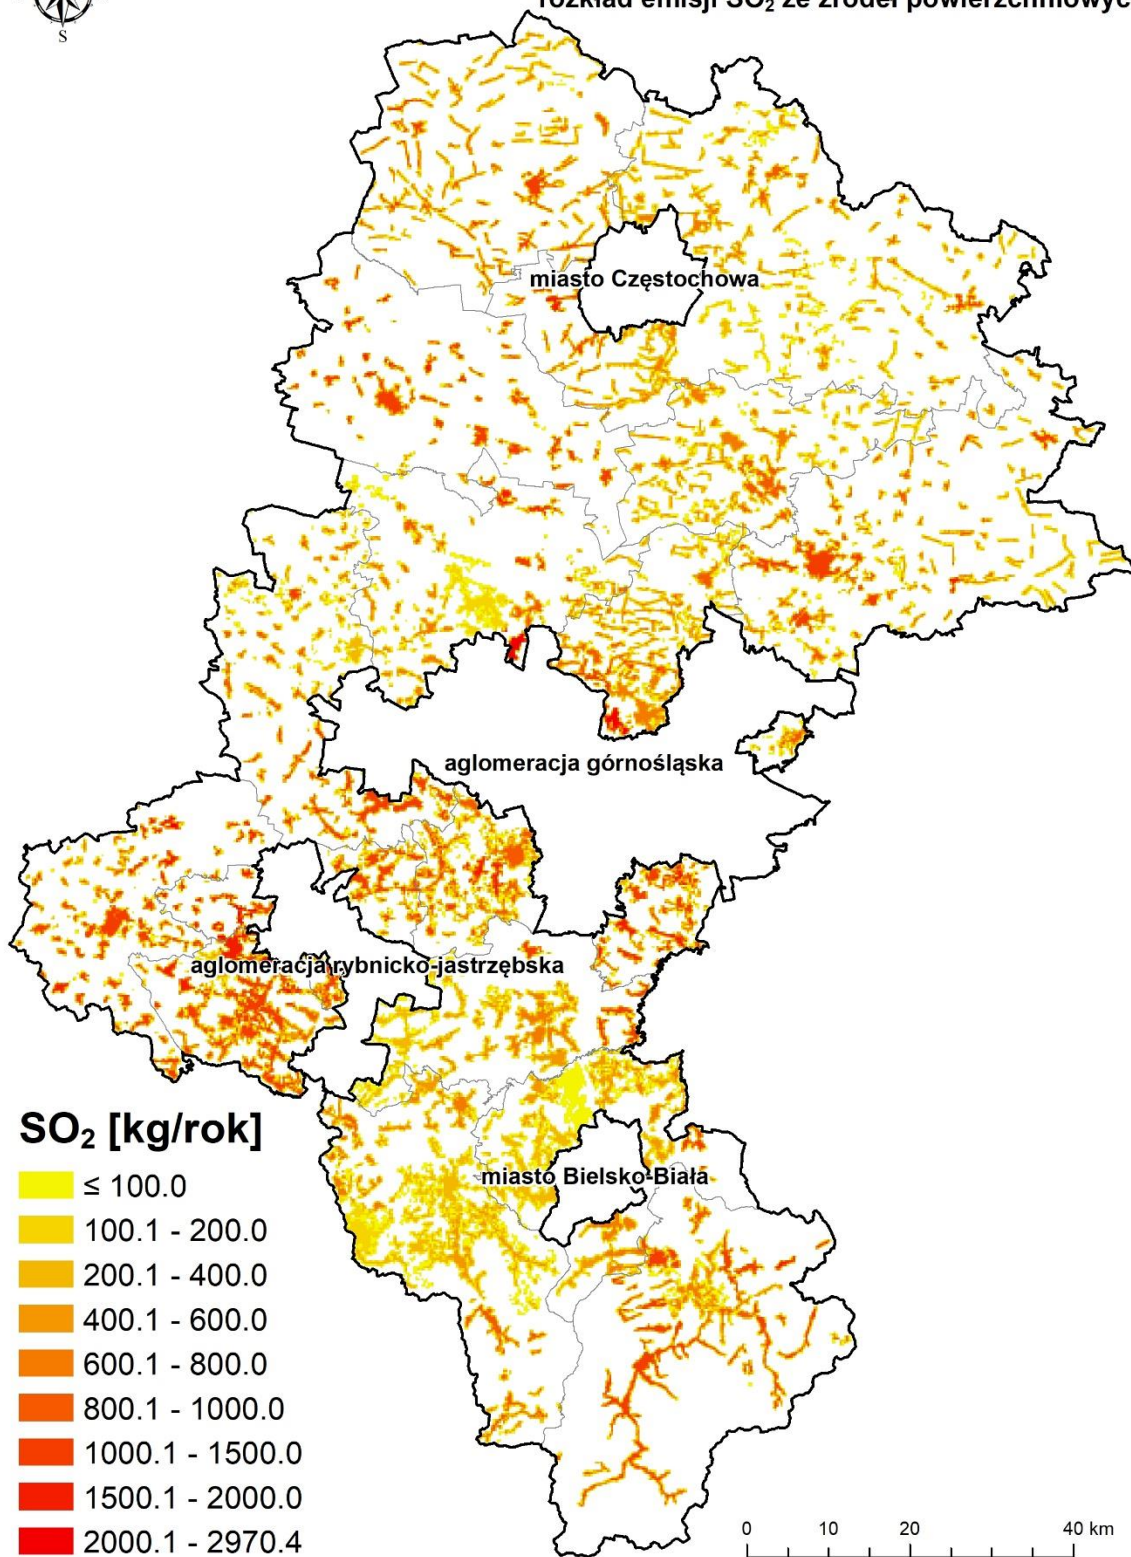 rozkład emisji SO₂ ze źródeł powierzchniowyc
S
miasto Częstochowa
aglomeracja górnośląska
aglomeracja rybnicko-jastrzębska
miasto Bielsko-Biała
SO₂ [kg/rok]
≤ 100.0
100.1 - 200.0
200.1 - 400.0
400.1 - 600.0
600.1 - 800.0
800.1 - 1000.0
1000.1 - 1500.0
1500.1 - 2000.0
2000.1 - 2970.4
0 10 20 40 km